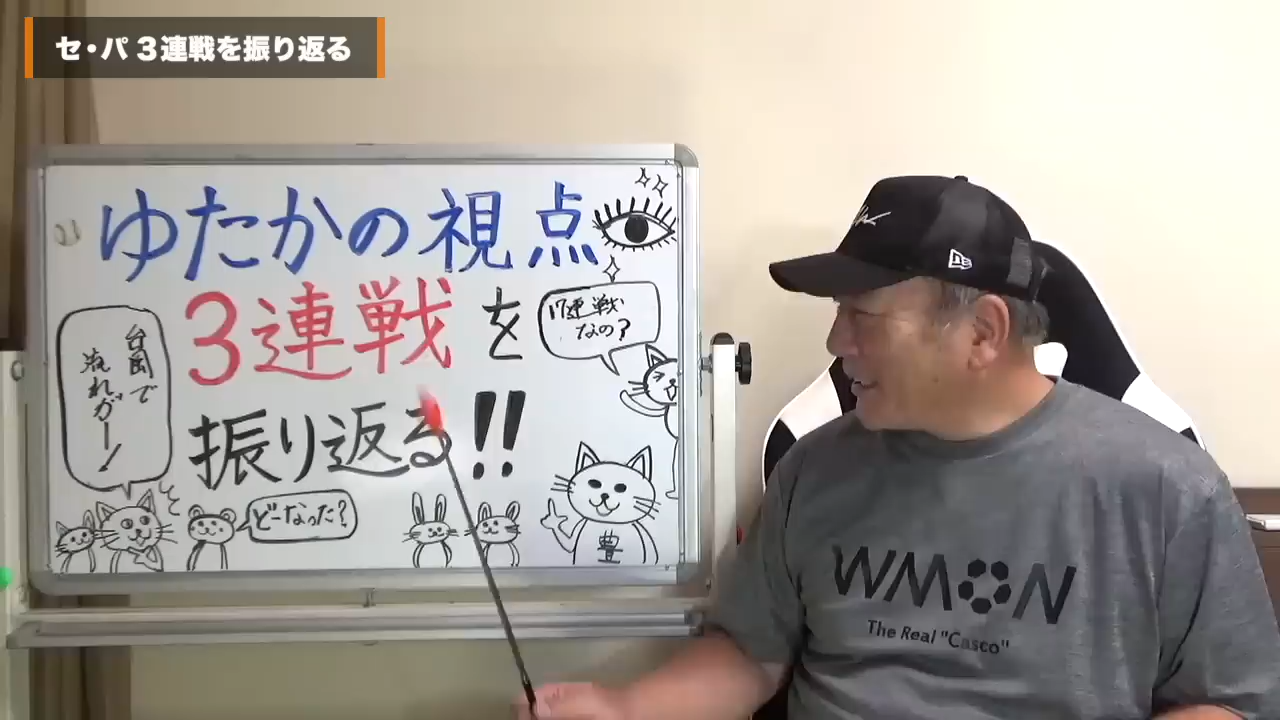 セ・パ 3連戦を振り返る
ゆたかの視点
3連戦を
振り返る!!
17連戦
なの?
台風で
流れガー!
どーなった?
豊
NE
WMON
The Real "Casco"